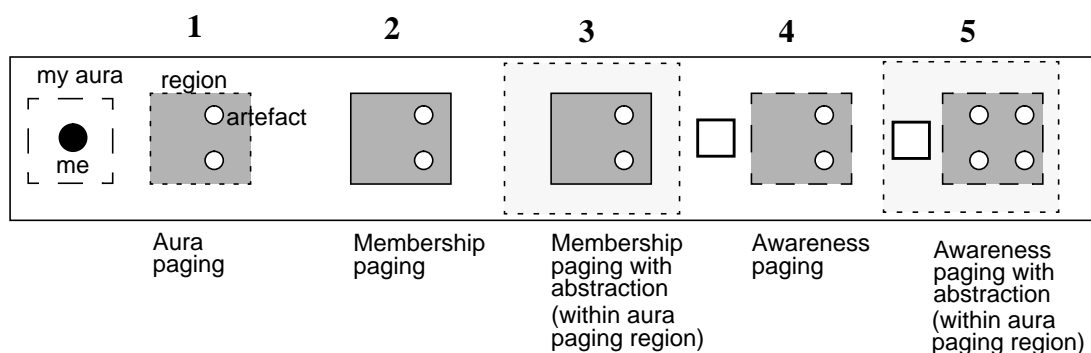 1 2 3 4 5
my aura
region
artefact
me
Aura
paging
Membership
paging
Membership
paging with
abstraction
(within aura
paging region)
Awareness
paging
Awareness
paging with
abstraction
(within aura
paging region)